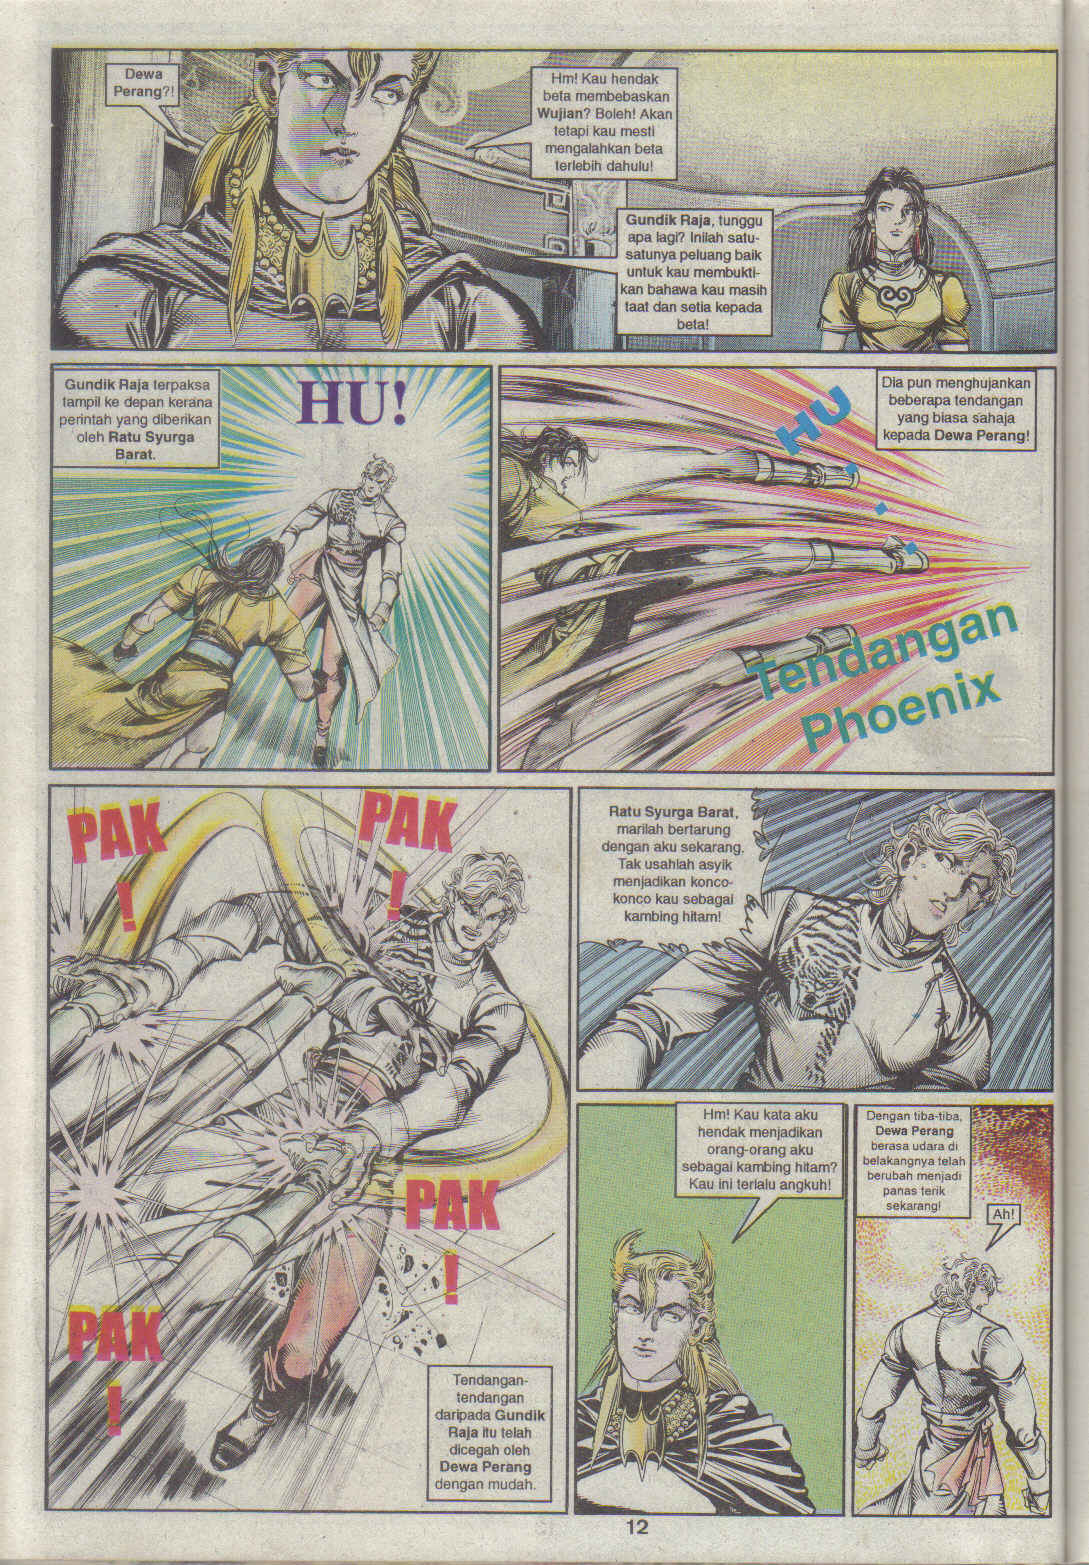 Dewa
Perang?!
Hm! Kau hendak
beta membebaskan
Wujian? Boleh! Akan
tetapi kau mesti
mengalahkan beta
terlebih dahulu!
Gundik Raja, tunggu
apa lagi? Inilah satu-
satunya peluang baik
untuk kau membukti-
kan bahawa kau masih
taat dan setia kepada
beta!
Gundik Raja terpaksa
tampil ke depan kerana
perintah yang diberikan
oleh Ratu Syurga
Barat.
HU!
Dia pun menghujankan
beberapa tendangan
yang biasa sahaja
kepada Dewa Perang!
HU . . .
Tendangan
Phoenix
PAK!
PAK!
PAK!
PAK!
Tendangan-
tendangan
daripada Gundik
Raja itu telah
dicegah oleh
Dewa Perang
dengan mudah.
Ratu Syurga Barat,
marilah bertarung
dengan aku sekarang.
Tak usahlah asyik
menjadikan konco-
konco kau sebagai
kambing hitam!
Hm! Kau kata aku
hendak menjadikan
orang-orang aku
sebagai kambing hitam?
Kau ini terlalu angkuh!
Dengan tiba-tiba,
Dewa Perang
berasa udara di
belakangnya telah
berubah menjadi
panas terik
sekarang!
Ah!
12